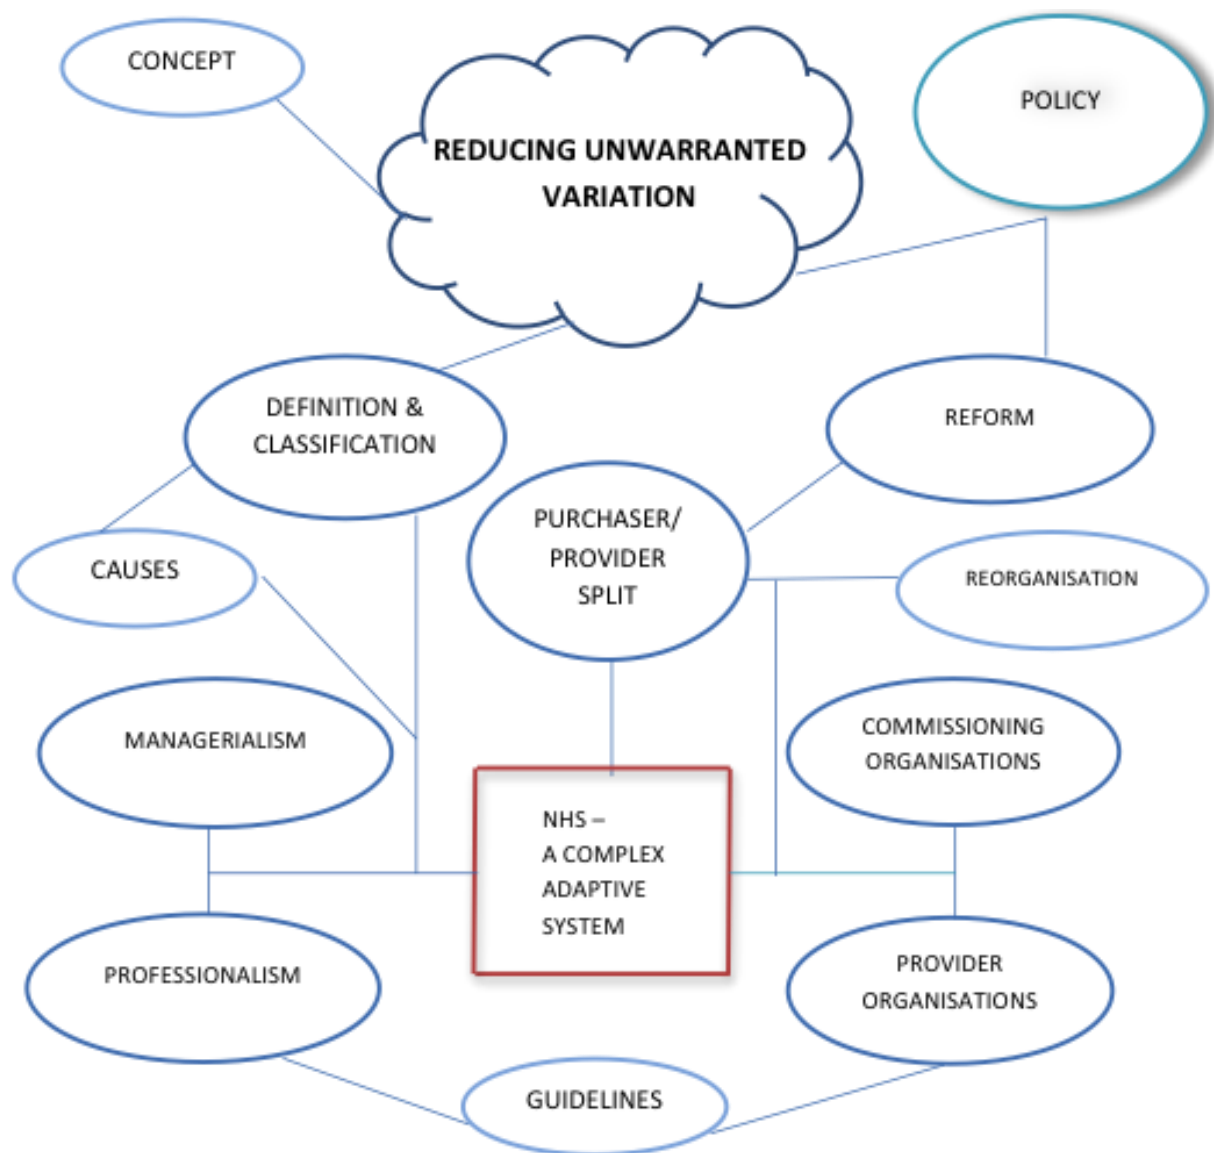 CONCEPT
REDUCING UNWARRANTED
VARIATION
POLICY
DEFINITION &
CLASSIFICATION
REFORM
PURCHASER/
PROVIDER
SPLIT
CAUSES
REORGANISATION
MANAGERIALISM
COMMISSIONING
ORGANISATIONS
NHS –
A COMPLEX
ADAPTIVE
SYSTEM
PROFESSIONALISM
PROVIDER
ORGANISATIONS
GUIDELINES